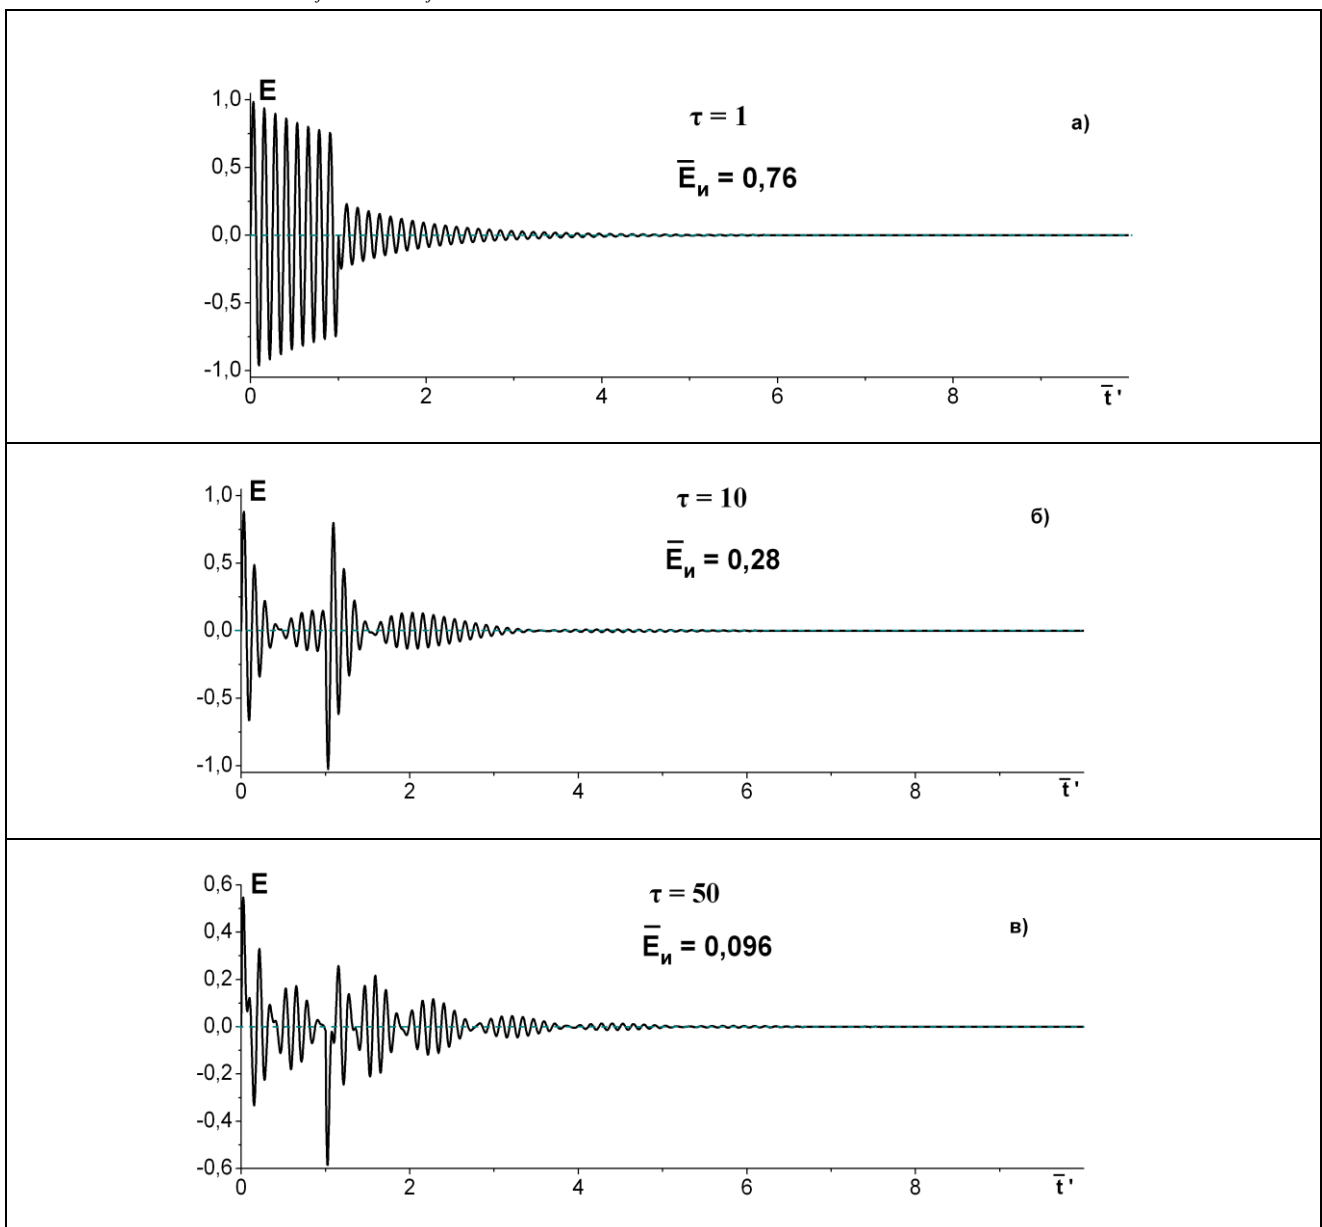 1,0
E
τ = 1
а)
0,5
E̅и = 0,76
0,0
-0,5
-1,0
0 2 4 6 8 t̅ '
1,0
E
τ = 10
б)
0,5
E̅и = 0,28
0,0
-0,5
-1,0
0 2 4 6 8 t̅ '
0,6
E
τ = 50
в)
0,4
E̅и = 0,096
0,2
0,0
-0,2
-0,4
-0,6
0 2 4 6 8 t̅ '